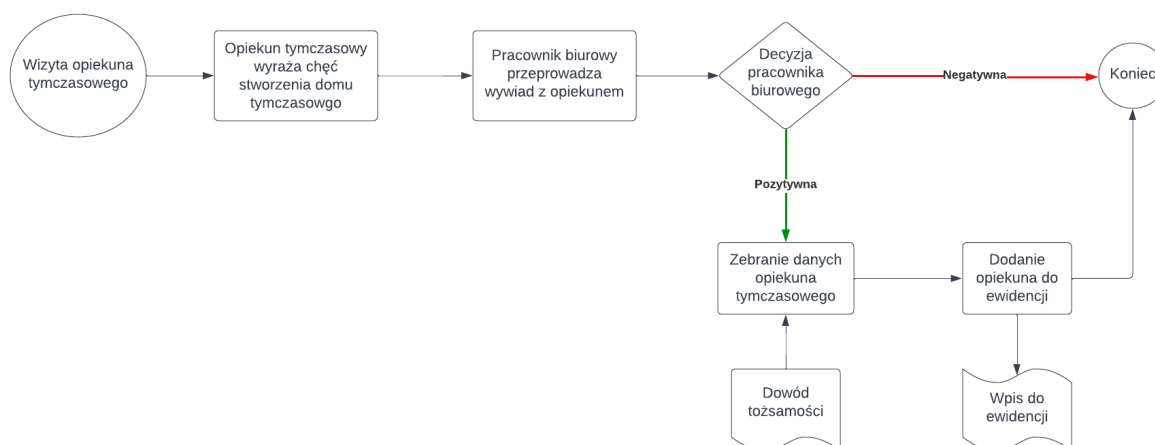 Wizyta opiekuna
tymczasowego
Opiekun tymczasowy
wyraża chęć
stworzenia domu
tymczasowgo
Pracownik biurowy
przeprowadza
wywiad z opiekunem
Decyzja
pracownika
biurowego
Negatywna
Koniec
Pozytywna
Zebranie danych
opiekuna
tymczasowego
Dodanie
opiekuna do
ewidencji
Dowód
tożsamości
Wpis do
ewidencji